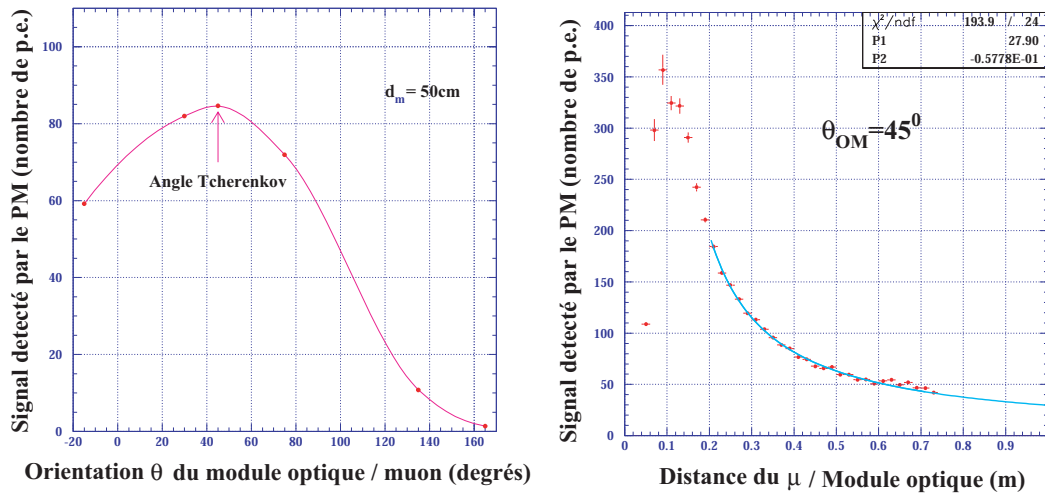 Signal detecté par le PM (nombre de p.e.)
100
80
60
40
20
0
d_m = 50cm
Angle Tcherenkov
-20 0 20 40 60 80 100 120 140 160
Orientation θ du module optique / muon (degrés)
Signal detecté par le PM (nombre de p.e.)
400
350
300
250
200
150
100
50
0
χ²/ndf 193.9 / 24
P1 27.90
P2 -0.5778E-01
θ_OM=45⁰
0 0.1 0.2 0.3 0.4 0.5 0.6 0.7 0.8 0.9
Distance du μ / Module optique (m)